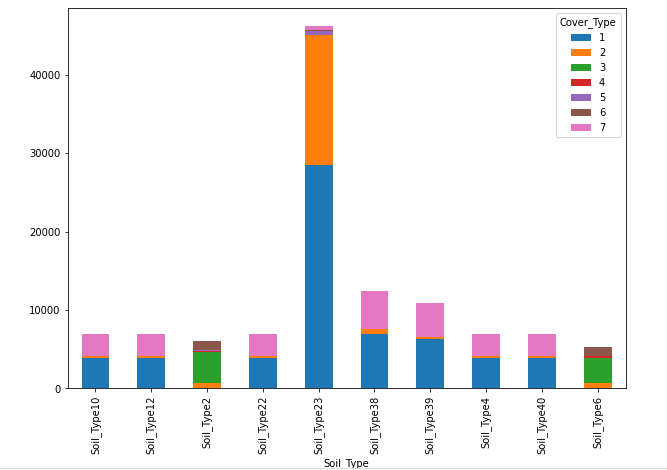 Cover_Type
1
2
3
4
5
6
7
40000
30000
20000
10000
0
Soil_Type10
Soil_Type12
Soil_Type2
Soil_Type22
Soil_Type23
Soil_Type38
Soil_Type39
Soil_Type4
Soil_Type40
Soil_Type6
Soil_Type